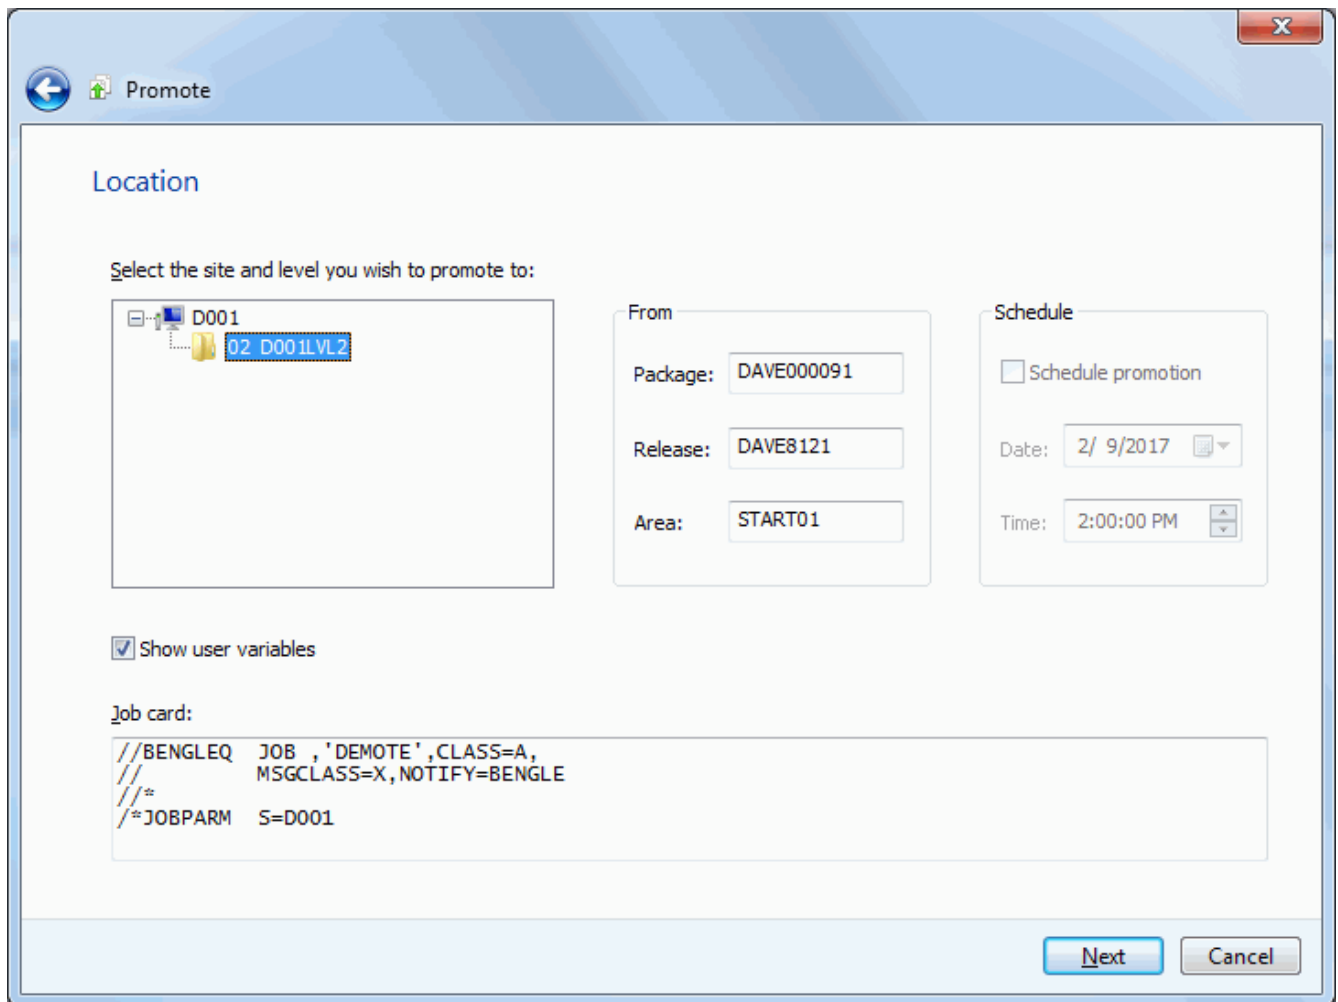 Promote
Location
Select the site and level you wish to promote to:
D001
02 D001LVL2
From
Package: DAVE000091
Release: DAVE8121
Area: START01
Schedule
Schedule promotion
Date: 2/ 9/2017
Time: 2:00:00 PM
Show user variables
Job card:
//BENGLEQ  JOB ,'DEMOTE',CLASS=A,
//         MSGCLASS=X,NOTIFY=BENGLE
//*
/*JOBPARM  S=D001
Next
Cancel